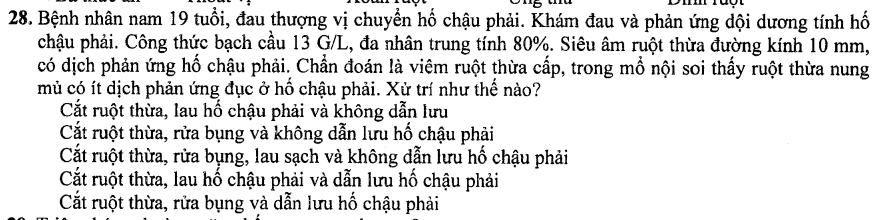 28. Bệnh nhân nam 19 tuổi, đau thượng vị chuyển hố chậu phải. Khám đau và phản ứng dội dương tính hố
chậu phải. Công thức bạch cầu 13 G/L, đa nhân trung tính 80%. Siêu âm ruột thừa đường kính 10 mm,
có dịch phản ứng hố chậu phải. Chẩn đoán là viêm ruột thừa cấp, trong mổ nội soi thấy ruột thừa nung
mủ có ít dịch phản ứng đục ở hố chậu phải. Xử trí như thế nào?
Cắt ruột thừa, lau hố chậu phải và không dẫn lưu
Cắt ruột thừa, rửa bụng và không dẫn lưu hố chậu phải
Cắt ruột thừa, rửa bụng, lau sạch và không dẫn lưu hố chậu phải
Cắt ruột thừa, lau hố chậu phải và dẫn lưu hố chậu phải
Cắt ruột thừa, rửa bụng và dẫn lưu hố chậu phải